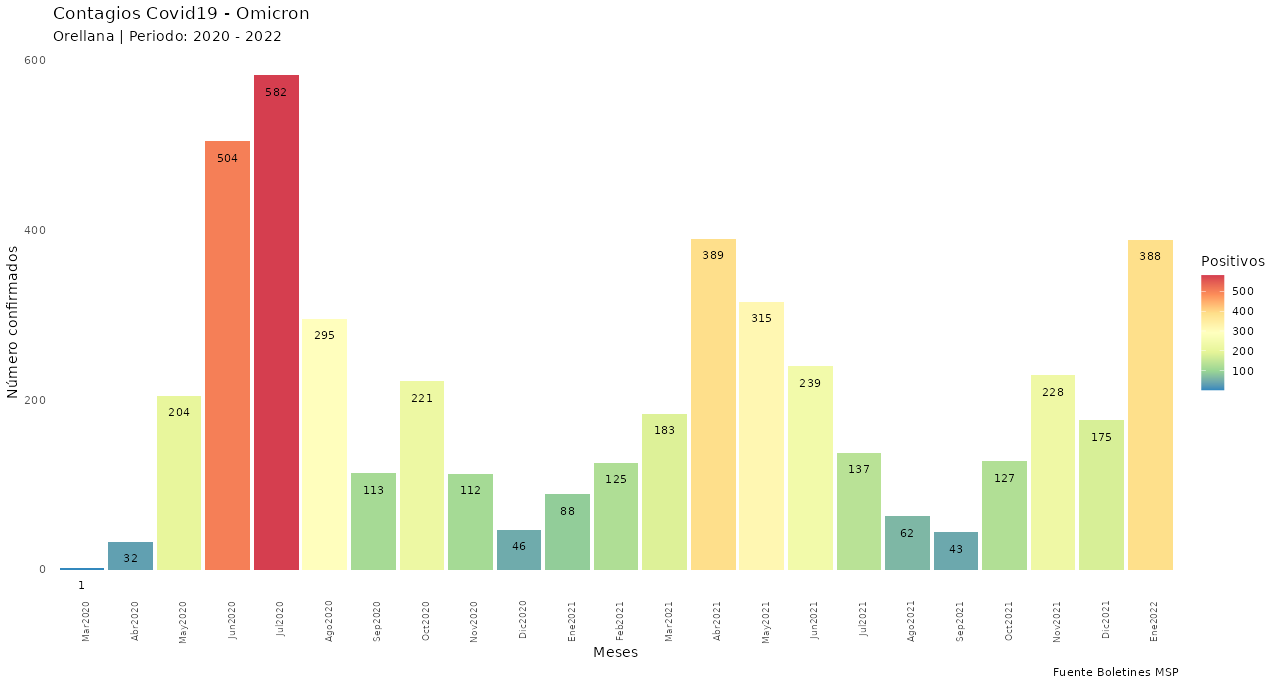 Contagios Covid19 - Omicron
Orellana | Periodo: 2020 - 2022
Número confirmados
600
400
200
0
1
32
204
504
582
295
113
221
112
46
88
125
183
389
315
239
137
62
43
127
228
175
388
Mar2020
Abr2020
May2020
Jun2020
Jul2020
Ago2020
Sep2020
Oct2020
Nov2020
Dic2020
Ene2021
Feb2021
Mar2021
Abr2021
May2021
Jun2021
Jul2021
Ago2021
Sep2021
Oct2021
Nov2021
Dic2021
Ene2022
Meses
Positivos
500
400
300
200
100
Fuente Boletines MSP